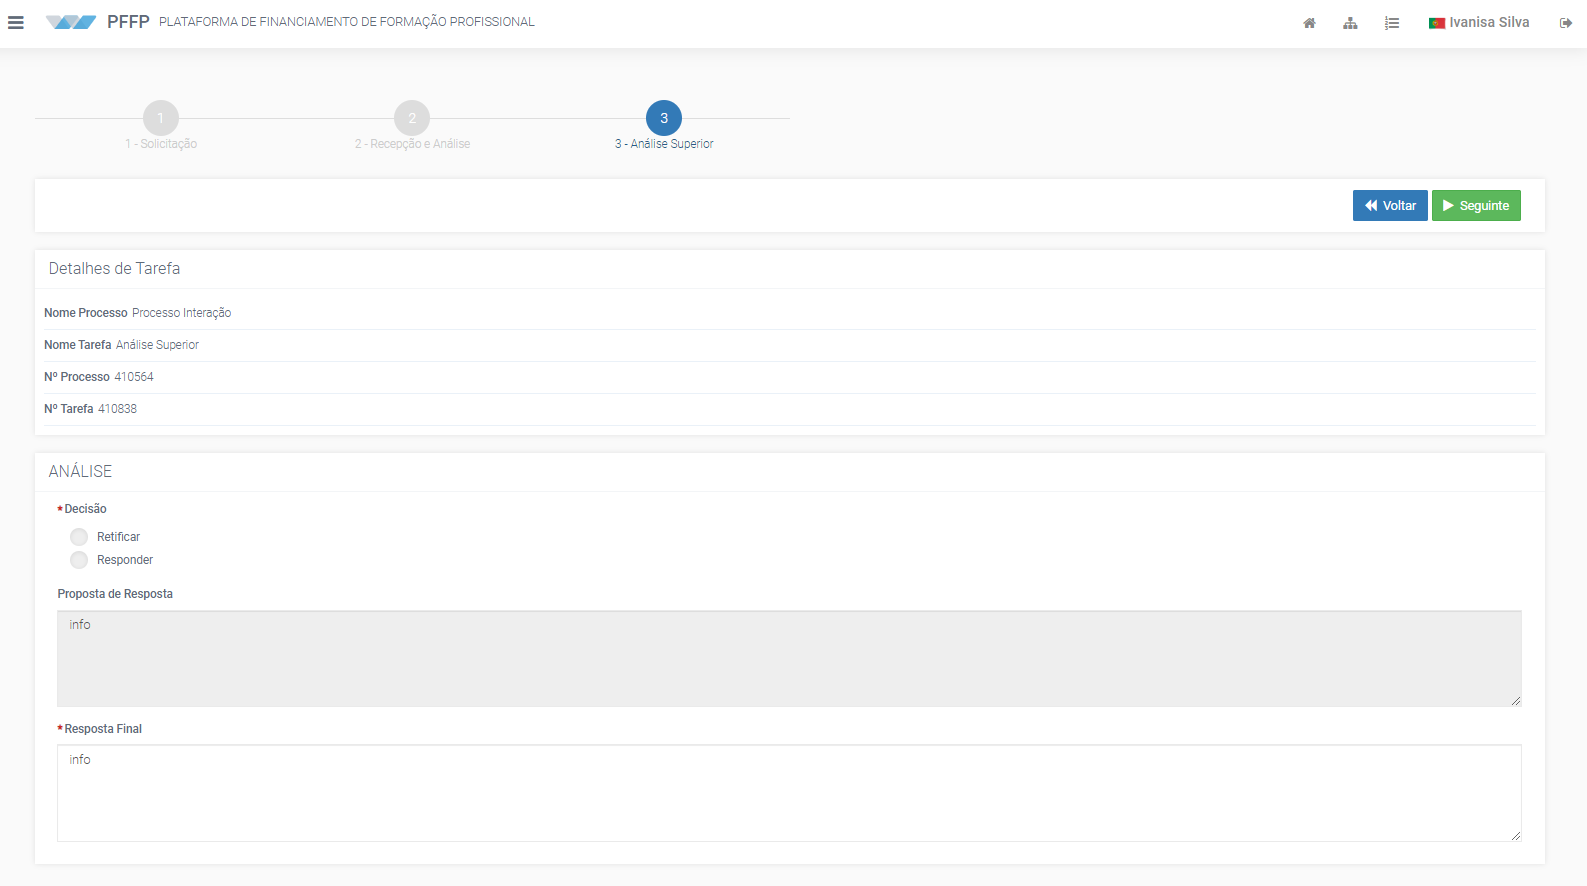 PFFP PLATAFORMA DE FINANCIAMENTO DE FORMAÇÃO PROFISSIONAL
Ivanisa Silva
1 2 3
1 - Solicitação 2 - Recepção e Análise 3 - Análise Superior
Voltar Seguinte
Detalhes de Tarefa
Nome Processo Processo Interação
Nome Tarefa Análise Superior
Nº Processo 410564
Nº Tarefa 410838
ANÁLISE
*Decisão
Retificar
Responder
Proposta de Resposta
info
*Resposta Final
info